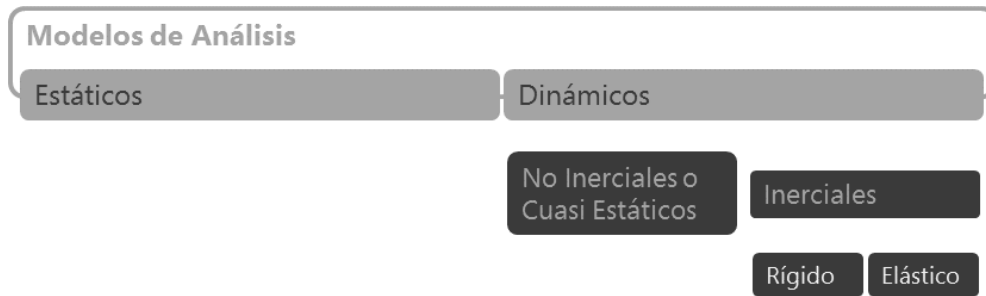 Modelos de Análisis
Estáticos
Dinámicos
No Inerciales o
Cuasi Estáticos
Inerciales
Rígido
Elástico